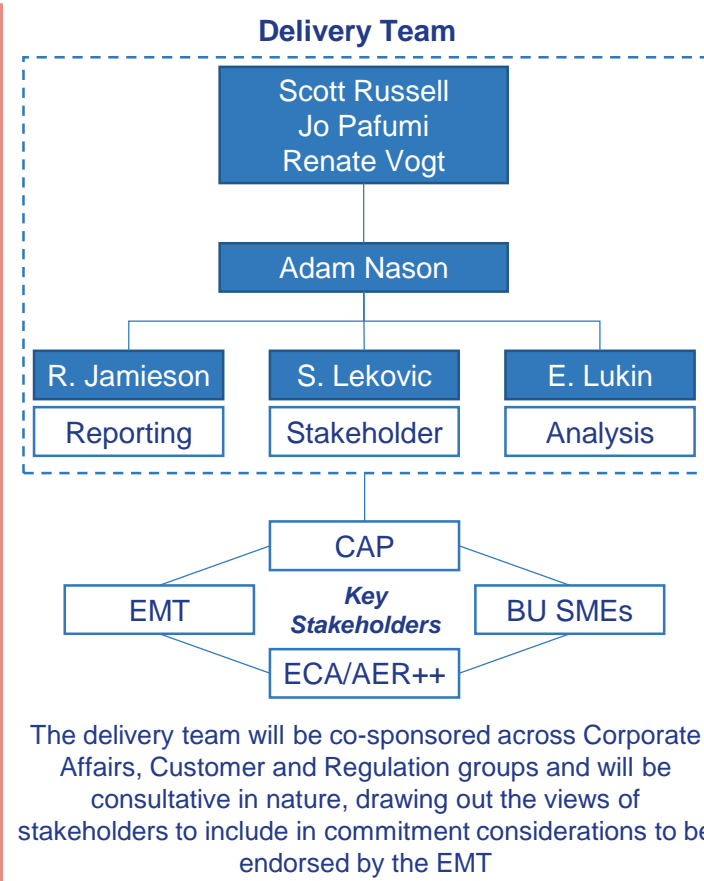 Delivery Team
Scott Russell
Jo Pafumi
Renate Vogt
Adam Nason
R. Jamieson
S. Lekovic
E. Lukin
Reporting
Stakeholder
Analysis
CAP
EMT
Key
Stakeholders
BU SMEs
ECA/AER++
The delivery team will be co-sponsored across Corporate
Affairs, Customer and Regulation groups and will be
consultative in nature, drawing out the views of
stakeholders to include in commitment considerations to be
endorsed by the EMT